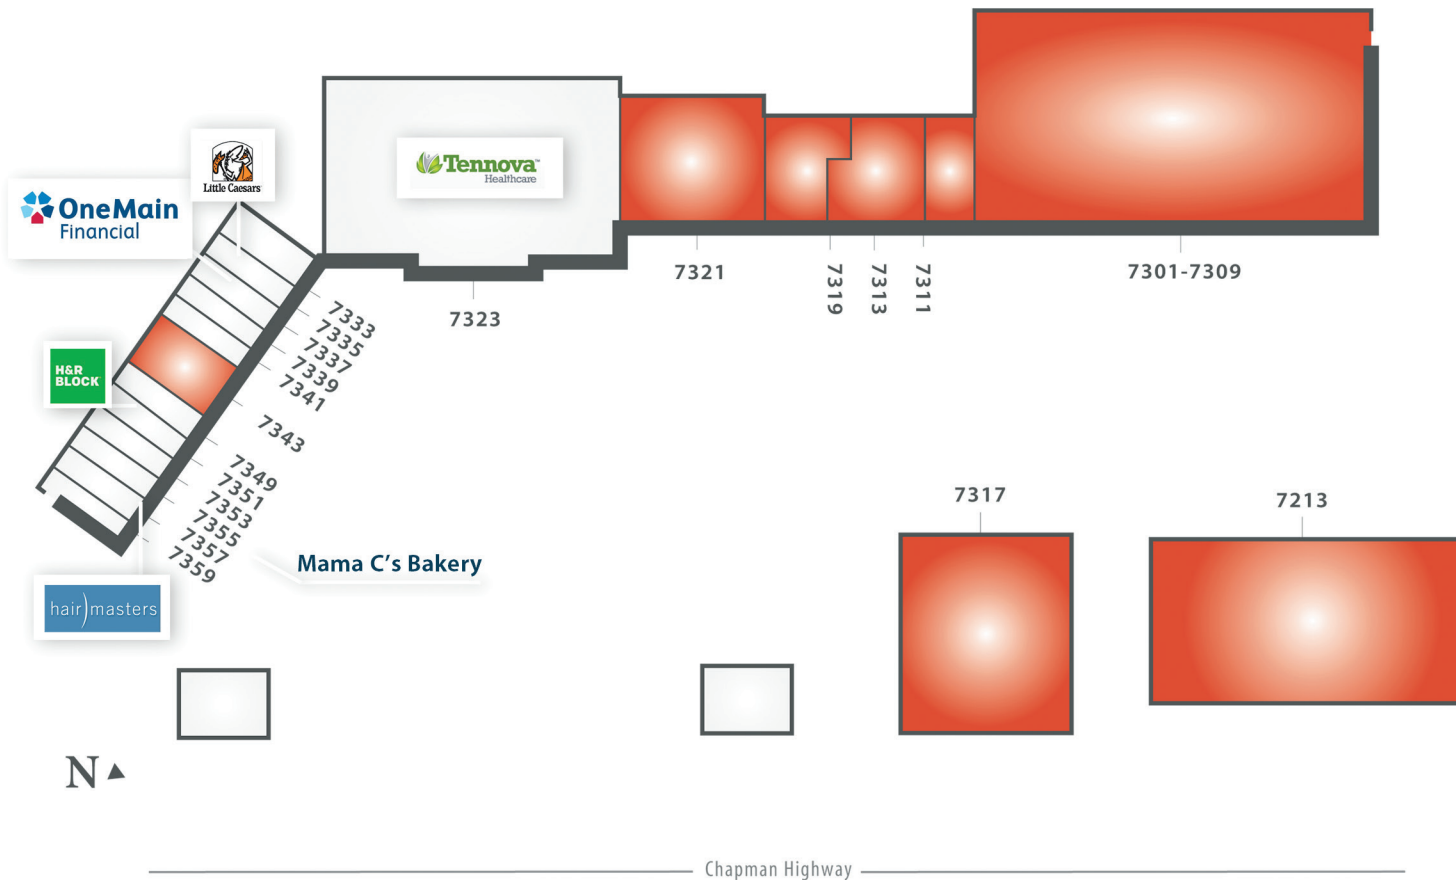 Little Caesars
OneMain
Financial
Tennova™
Healthcare
7321
7319
7313
7311
7301-7309
7323
7333
7335
7337
7339
7341
H&R
BLOCK
7343
7349
7351
7353
7355
7357
7359
Mama C's Bakery
hair)masters
7317
7213
N
Chapman Highway